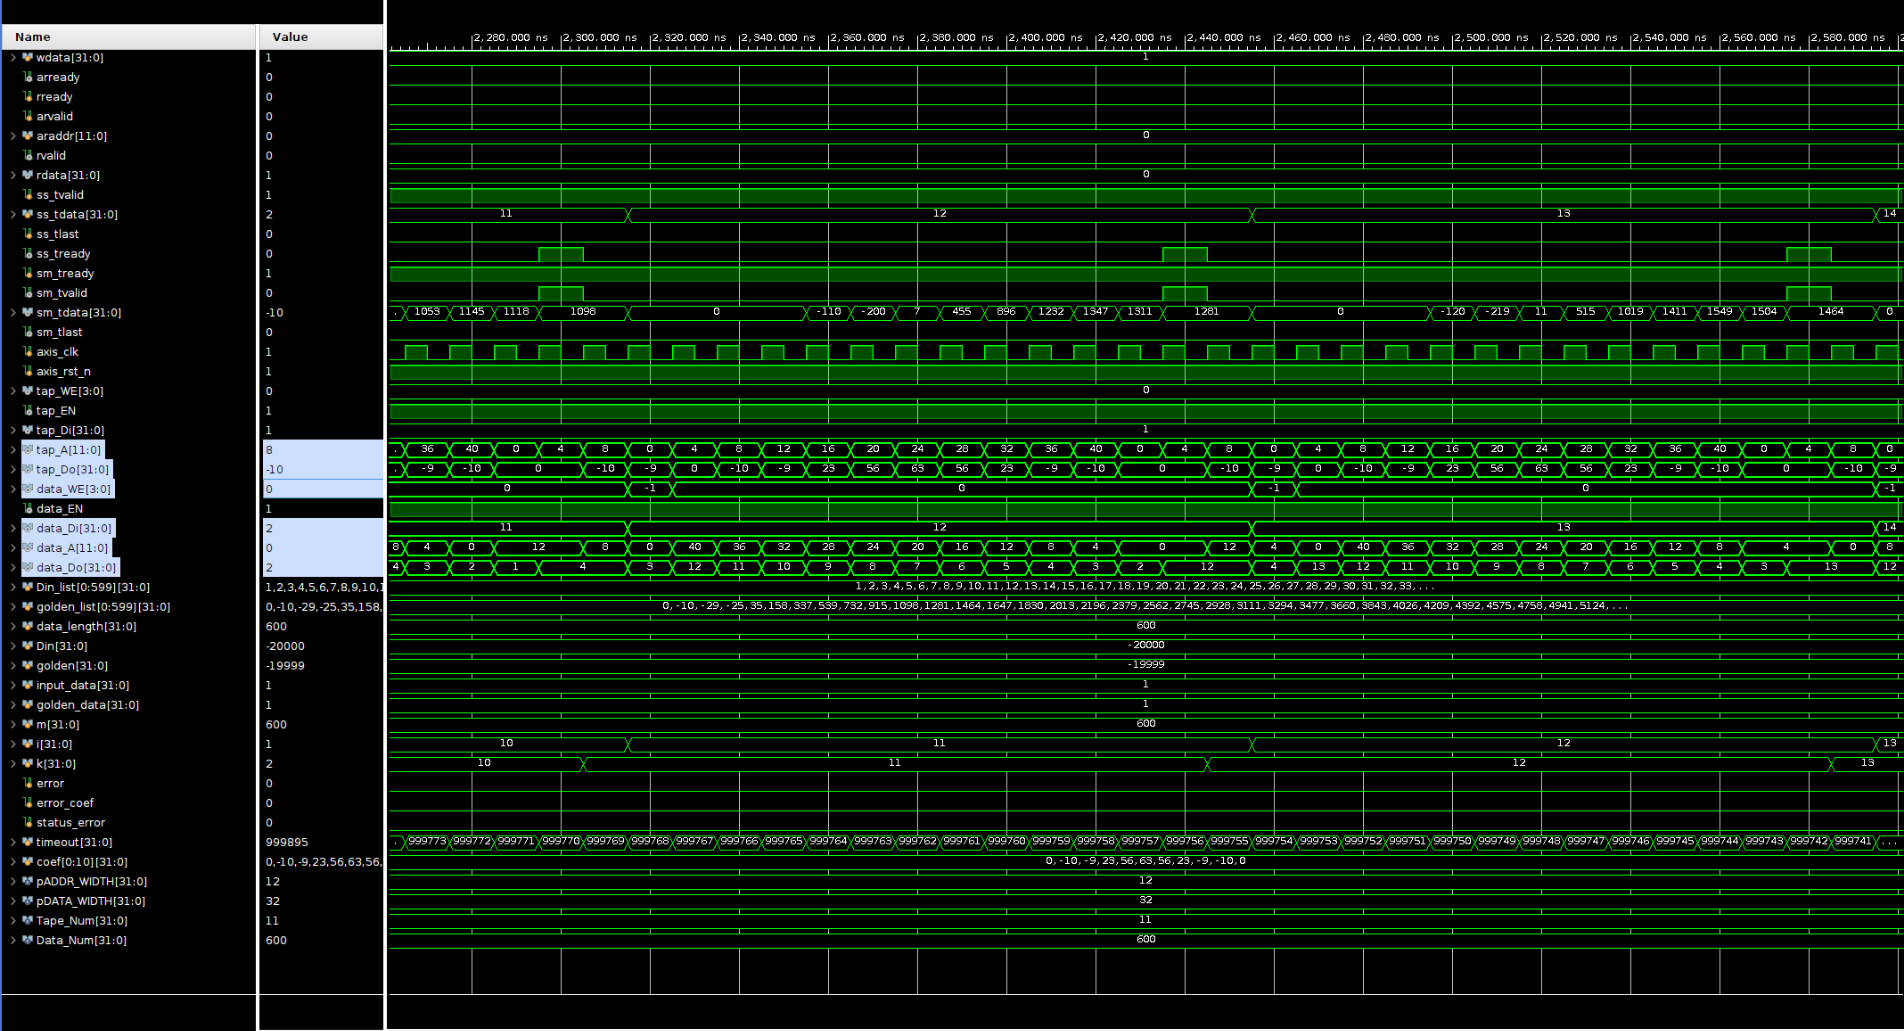 Name Value 2,280.000 ns 2,300.000 ns 2,320.000 ns 2,340.000 ns 2,360.000 ns 2,380.000 ns 2,400.000 ns 2,420.000 ns 2,440.000 ns 2,460.000 ns 2,480.000 ns 2,500.000 ns 2,520.000 ns 2,540.000 ns 2,560.000 ns 2,580.000 ns
wdata[31:0] 1 1
arready 0
rready 0
arvalid 0
araddr[11:0] 0 0
rvalid 0
rdata[31:0] 1 0
ss_tvalid 1
ss_tdata[31:0] 2 11 12 13 14
ss_tlast 0
ss_tready 0
sm_tready 1
sm_tvalid 0
sm_tdata[31:0] -10 . 1053 1145 1118 1098 0 -110 -200 7 455 896 1232 1347 1311 1281 0 -120 -219 11 515 1019 1411 1549 1504 1464 0
sm_tlast 0
axis_clk 1
axis_rst_n 1
tap_WE[3:0] 0 0
tap_EN 1
tap_Di[31:0] 1 1
tap_A[11:0] 8 . 36 40 0 4 8 0 4 8 12 16 20 24 28 32 36 40 0 4 8 0 4 8 12 16 20 24 28 32 36 40 0 4 8 0
tap_Do[31:0] -10 . -9 -10 0 -10 -9 0 -10 -9 23 56 63 56 23 -9 -10 0 -10 -9 0 -10 -9 23 56 63 56 23 -9 -10 0 -10 -9
data_WE[3:0] 0 0 -1 0 -1 0 -1
data_EN 1
data_Di[31:0] 2 11 12 13 14
data_A[11:0] 0 8 4 0 12 8 0 40 36 32 28 24 20 16 12 8 4 0 12 4 0 40 36 32 28 24 20 16 12 8 4 0 8
data_Do[31:0] 2 4 3 2 1 4 3 12 11 10 9 8 7 6 5 4 3 2 12 4 13 12 11 10 9 8 7 6 5 4 3 13 12
Din_list[0:599][31:0] 1,2,3,4,5,6,7,8,9,10,1 1,2,3,4,5,6,7,8,9,10,11,12,13,14,15,16,17,18,19,20,21,22,23,24,25,26,27,28,29,30,31,32,33,...
golden_list[0:599][31:0] 0,-10,-29,-25,35,158, 0,-10,-29,-25,35,158,337,539,732,915,1098,1281,1464,1647,1830,2013,2196,2379,2562,2745,2928,3111,3294,3477,3660,3843,4026,4209,4392,4575,4758,4941,5124,...
data_length[31:0] 600 600
Din[31:0] -20000 -20000
golden[31:0] -19999 -19999
input_data[31:0] 1 1
golden_data[31:0] 1 1
m[31:0] 600 600
i[31:0] 1 10 11 12 13
k[31:0] 2 10 11 12 13
error 0
error_coef 0
status_error 0
timeout[31:0] 999895 . 999773 999772 999771 999770 999769 999768 999767 999766 999765 999764 999763 999762 999761 999760 999759 999758 999757 999756 999755 999754 999753 999752 999751 999750 999749 999748 999747 999746 999745 999744 999743 999742 999741 ...
coef[0:10][31:0] 0,-10,-9,23,56,63,56, 0,-10,-9,23,56,63,56,23,-9,-10,0
pADDR_WIDTH[31:0] 12 12
pDATA_WIDTH[31:0] 32 32
Tape_Num[31:0] 11 11
Data_Num[31:0] 600 600